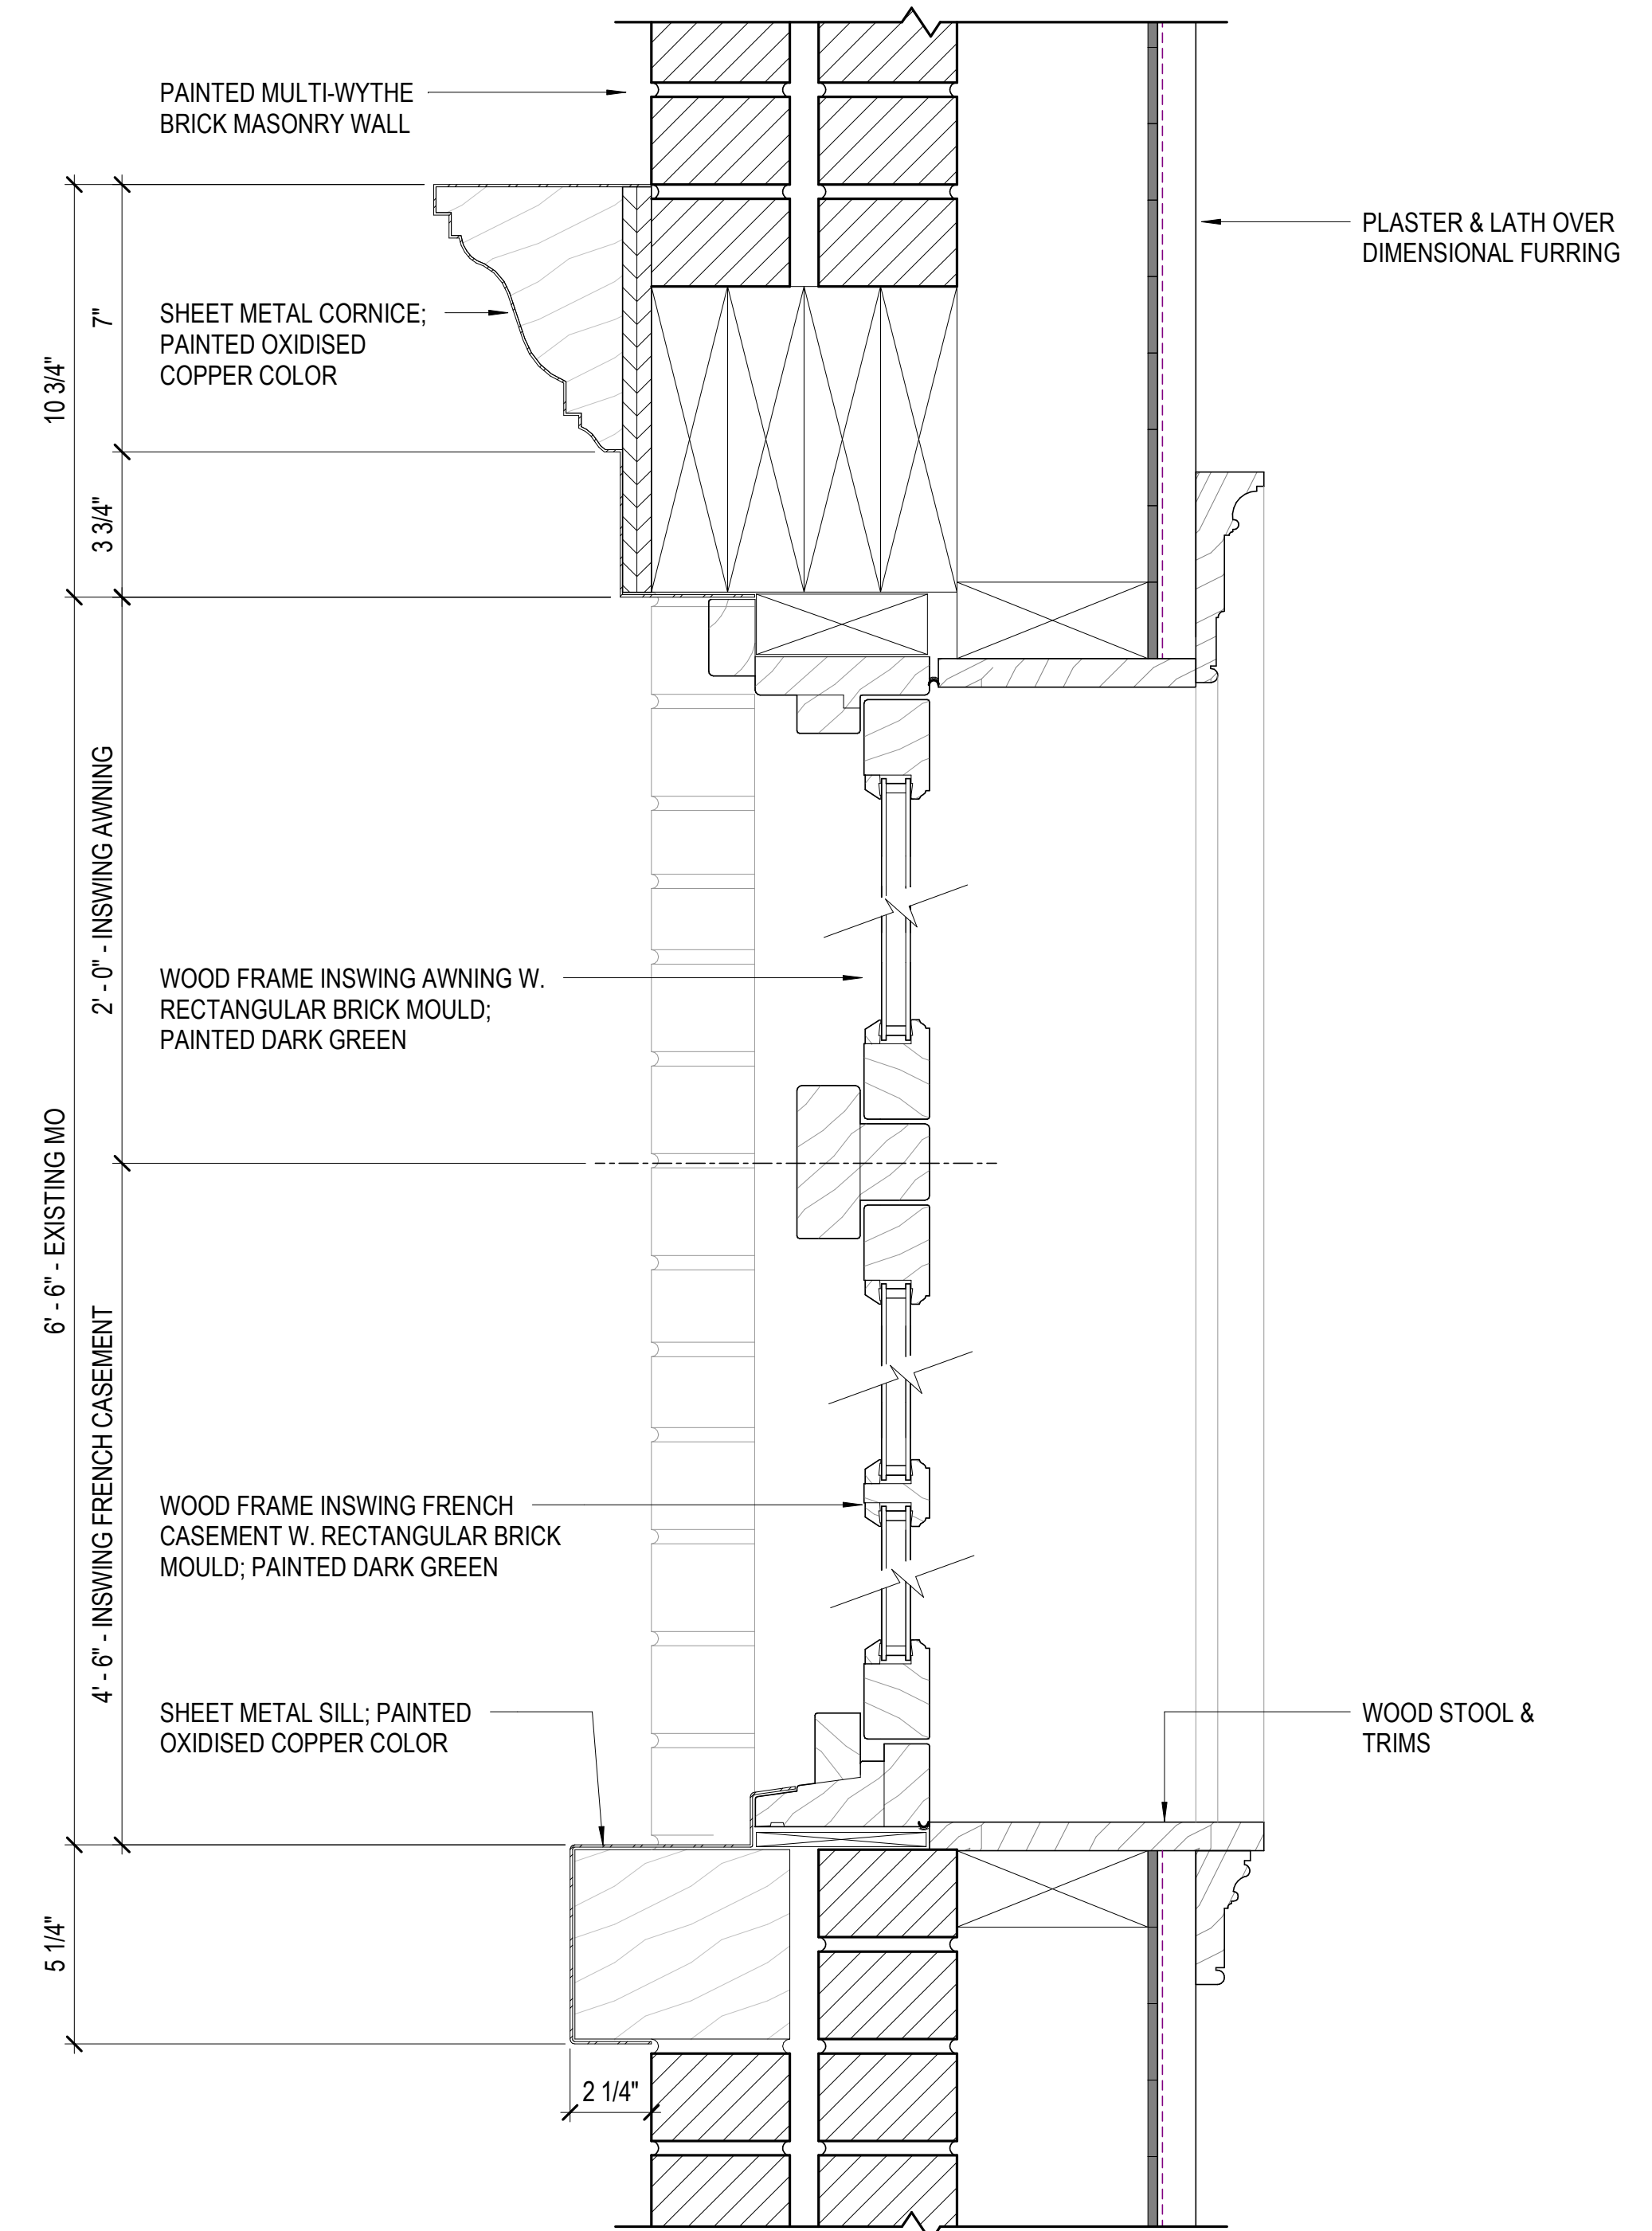 PAINTED MULTI-WYTHE
BRICK MASONRY WALL
PLASTER & LATH OVER
DIMENSIONAL FURRING
7"
10 3/4"
SHEET METAL CORNICE;
PAINTED OXIDISED
COPPER COLOR
3 3/4"
2' - 0" - INSWING AWNING
WOOD FRAME INSWING AWNING W.
RECTANGULAR BRICK MOULD;
PAINTED DARK GREEN
6' - 6" - EXISTING MO
4' - 6" - INSWING FRENCH CASEMENT
WOOD FRAME INSWING FRENCH
CASEMENT W. RECTANGULAR BRICK
MOULD; PAINTED DARK GREEN
SHEET METAL SILL; PAINTED
OXIDISED COPPER COLOR
WOOD STOOL &
TRIMS
5 1/4"
2 1/4"